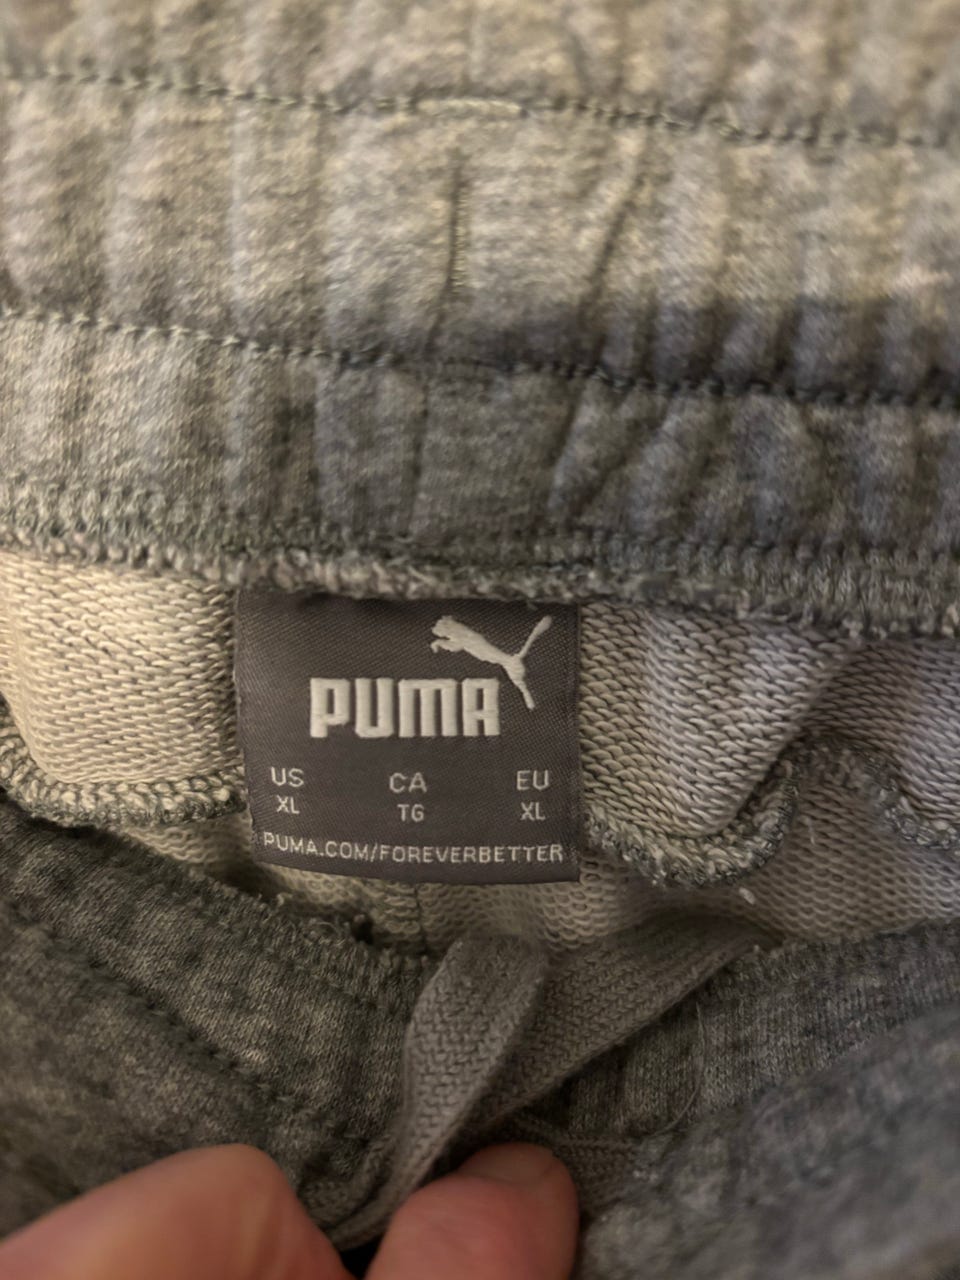 PUMA
US CA EU
XL TG XL
PUMA.COM/FOREVERBETTER